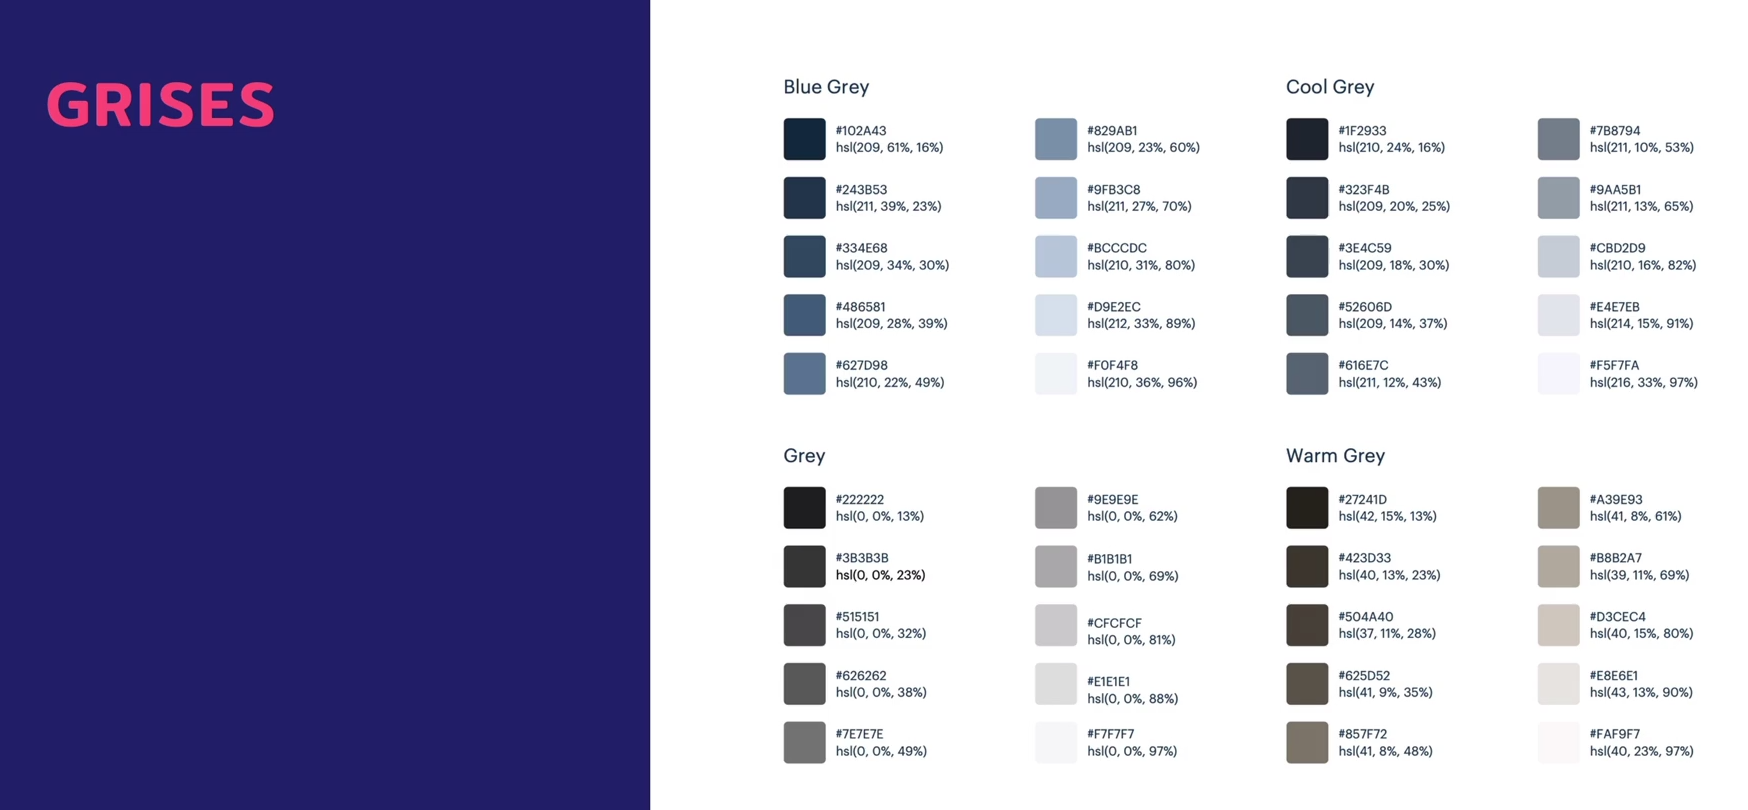 GRISES
Blue Grey
#102A43
hsl(209, 61%, 16%)
#243B53
hsl(211, 39%, 23%)
#334E68
hsl(209, 34%, 30%)
#486581
hsl(209, 28%, 39%)
#627D98
hsl(210, 22%, 49%)
#829AB1
hsl(209, 23%, 60%)
#9FB3C8
hsl(211, 27%, 70%)
#BCCCDC
hsl(210, 31%, 80%)
#D9E2EC
hsl(212, 33%, 89%)
#F0F4F8
hsl(210, 36%, 96%)
Cool Grey
#1F2933
hsl(210, 24%, 16%)
#323F4B
hsl(209, 20%, 25%)
#3E4C59
hsl(209, 18%, 30%)
#52606D
hsl(209, 14%, 37%)
#616E7C
hsl(211, 12%, 43%)
#7B8794
hsl(211, 10%, 53%)
#9AA5B1
hsl(211, 13%, 65%)
#CBD2D9
hsl(210, 16%, 82%)
#E4E7EB
hsl(214, 15%, 91%)
#F5F7FA
hsl(216, 33%, 97%)
Grey
#222222
hsl(0, 0%, 13%)
#3B3B3B
hsl(0, 0%, 23%)
#515151
hsl(0, 0%, 32%)
#626262
hsl(0, 0%, 38%)
#7E7E7E
hsl(0, 0%, 49%)
#9E9E9E
hsl(0, 0%, 62%)
#B1B1B1
hsl(0, 0%, 69%)
#CFCFCF
hsl(0, 0%, 81%)
#E1E1E1
hsl(0, 0%, 88%)
#F7F7F7
hsl(0, 0%, 97%)
Warm Grey
#27241D
hsl(42, 15%, 13%)
#423D33
hsl(40, 13%, 23%)
#504A40
hsl(37, 11%, 28%)
#625D52
hsl(41, 9%, 35%)
#857F72
hsl(41, 8%, 48%)
#A39E93
hsl(41, 8%, 61%)
#B8B2A7
hsl(39, 11%, 69%)
#D3CEC4
hsl(40, 15%, 80%)
#E8E6E1
hsl(43, 13%, 90%)
#FAF9F7
hsl(40, 23%, 97%)